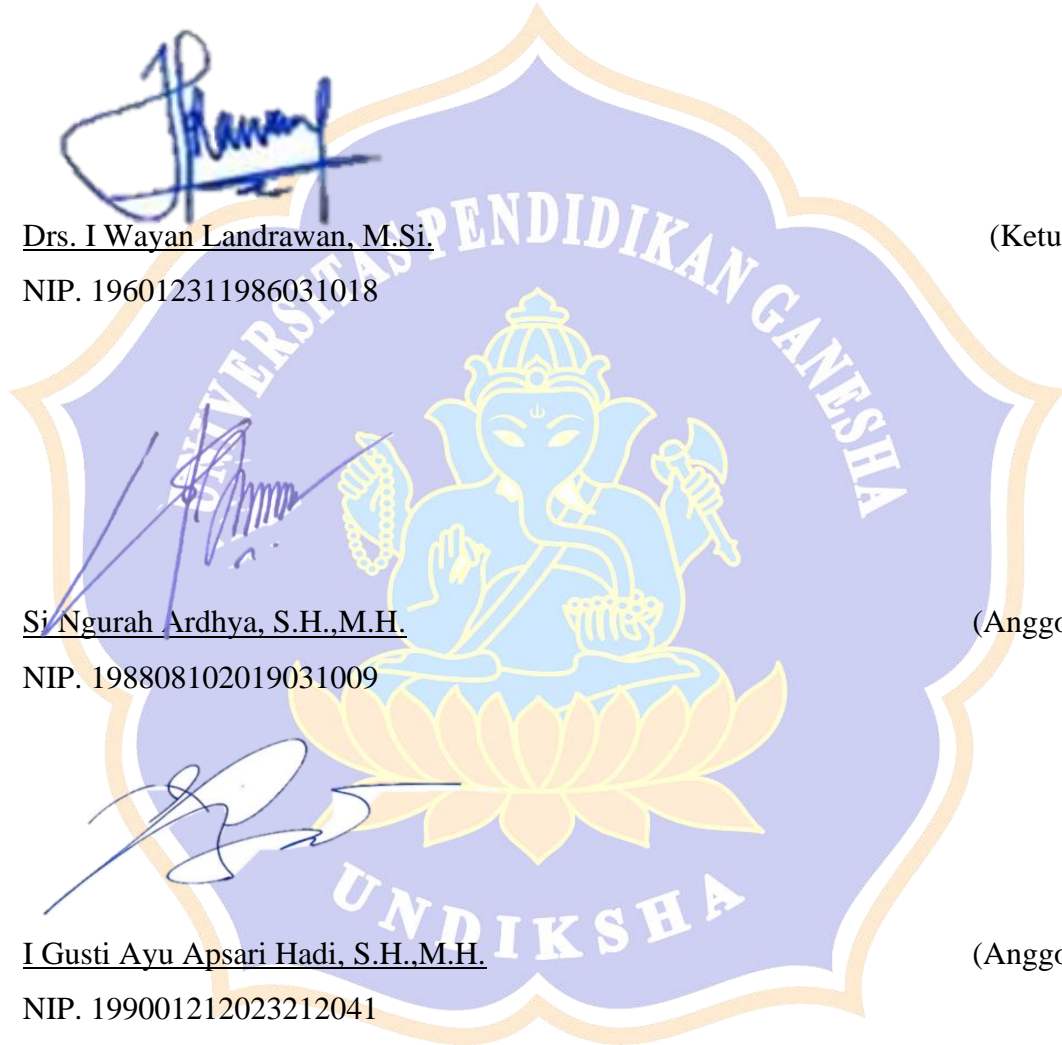 Drs. I Wayan Landrawan, M.Si. (Ketu
NIP. 196012311986031018
UNIVERSITAS PENDIDIKAN GANESHA
Si Ngurah Ardhya, S.H.,M.H. (Anggo
NIP. 198808102019031009
UNDIKSHA
I Gusti Ayu Apsari Hadi, S.H.,M.H. (Anggo
NIP. 199001212023212041